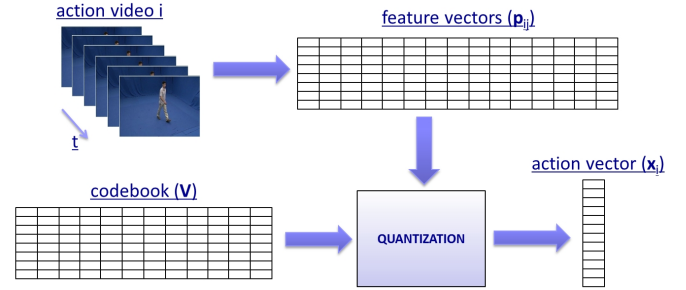 action video i
feature vectors (pij)
t
action vector (xi)
codebook (V)
QUANTIZATION